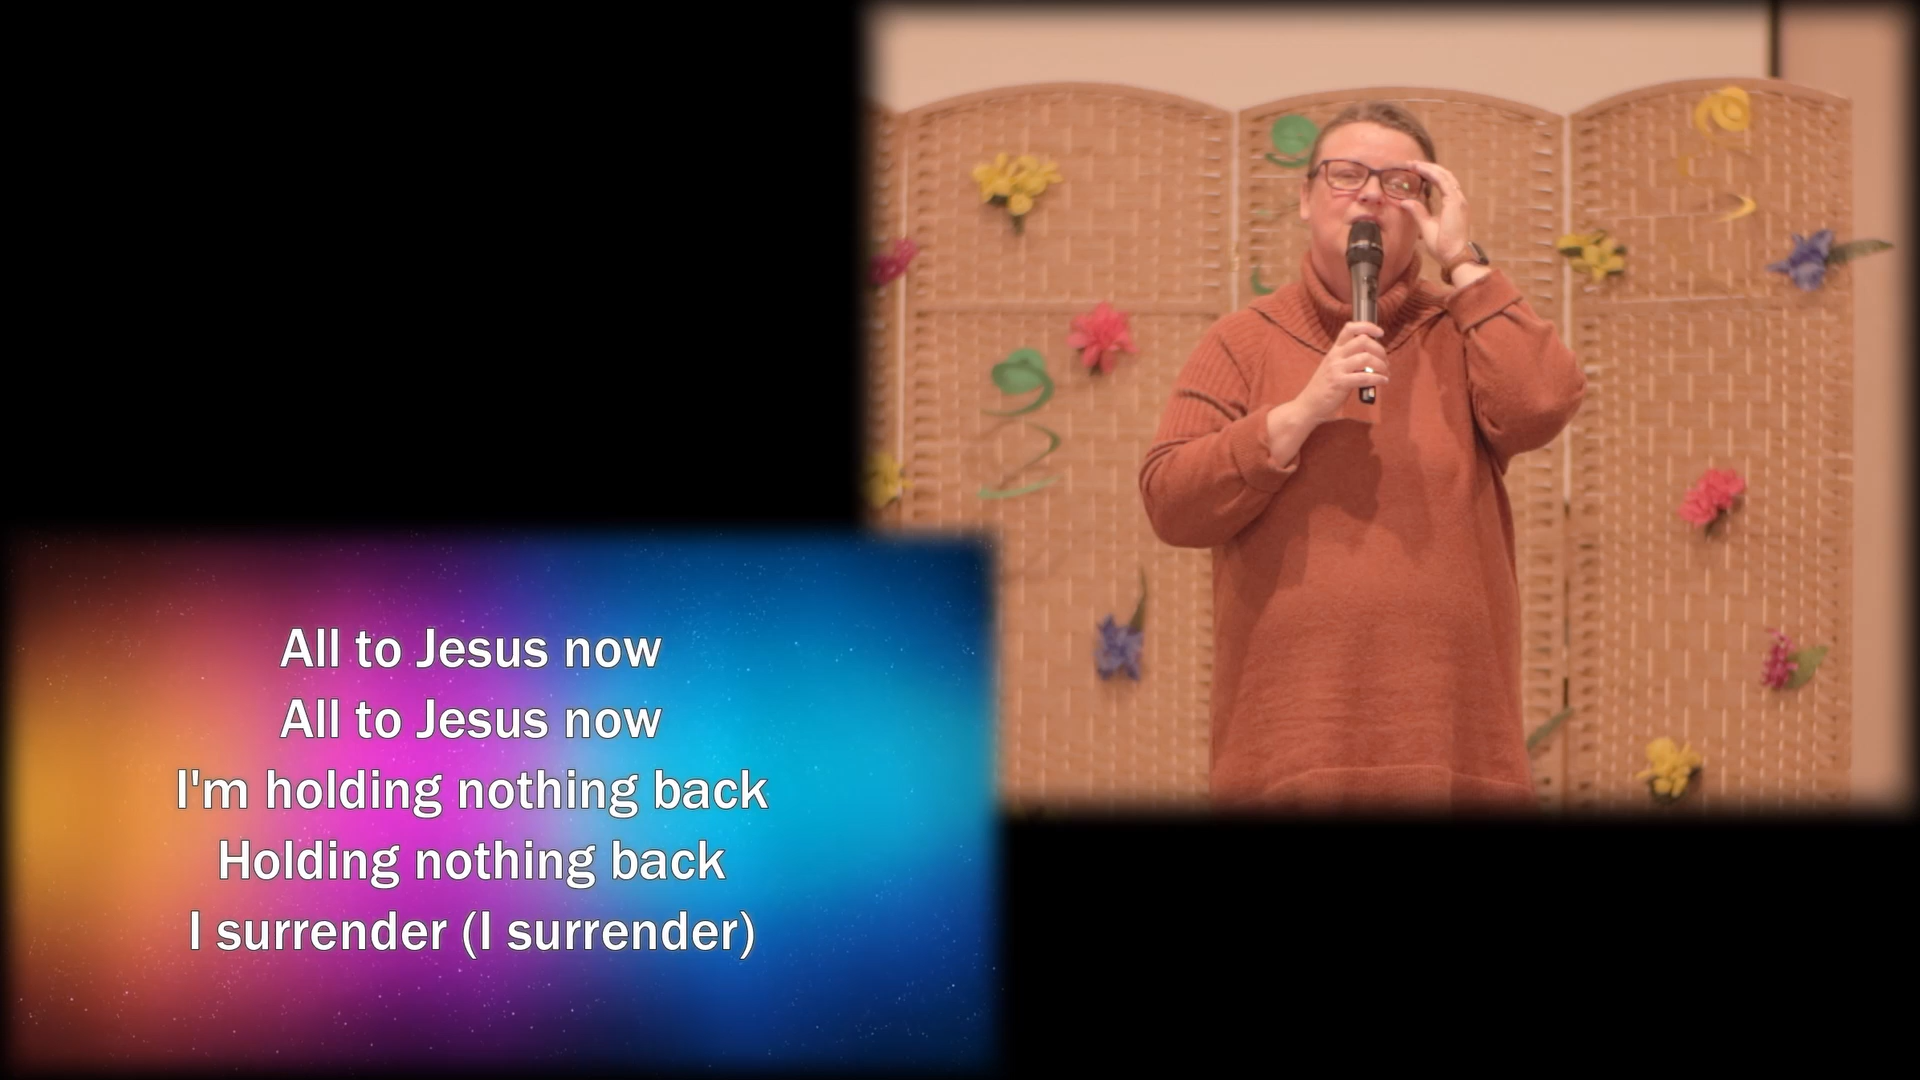 All to Jesus now
All to Jesus now
I'm holding nothing back
Holding nothing back
I surrender (I surrender)